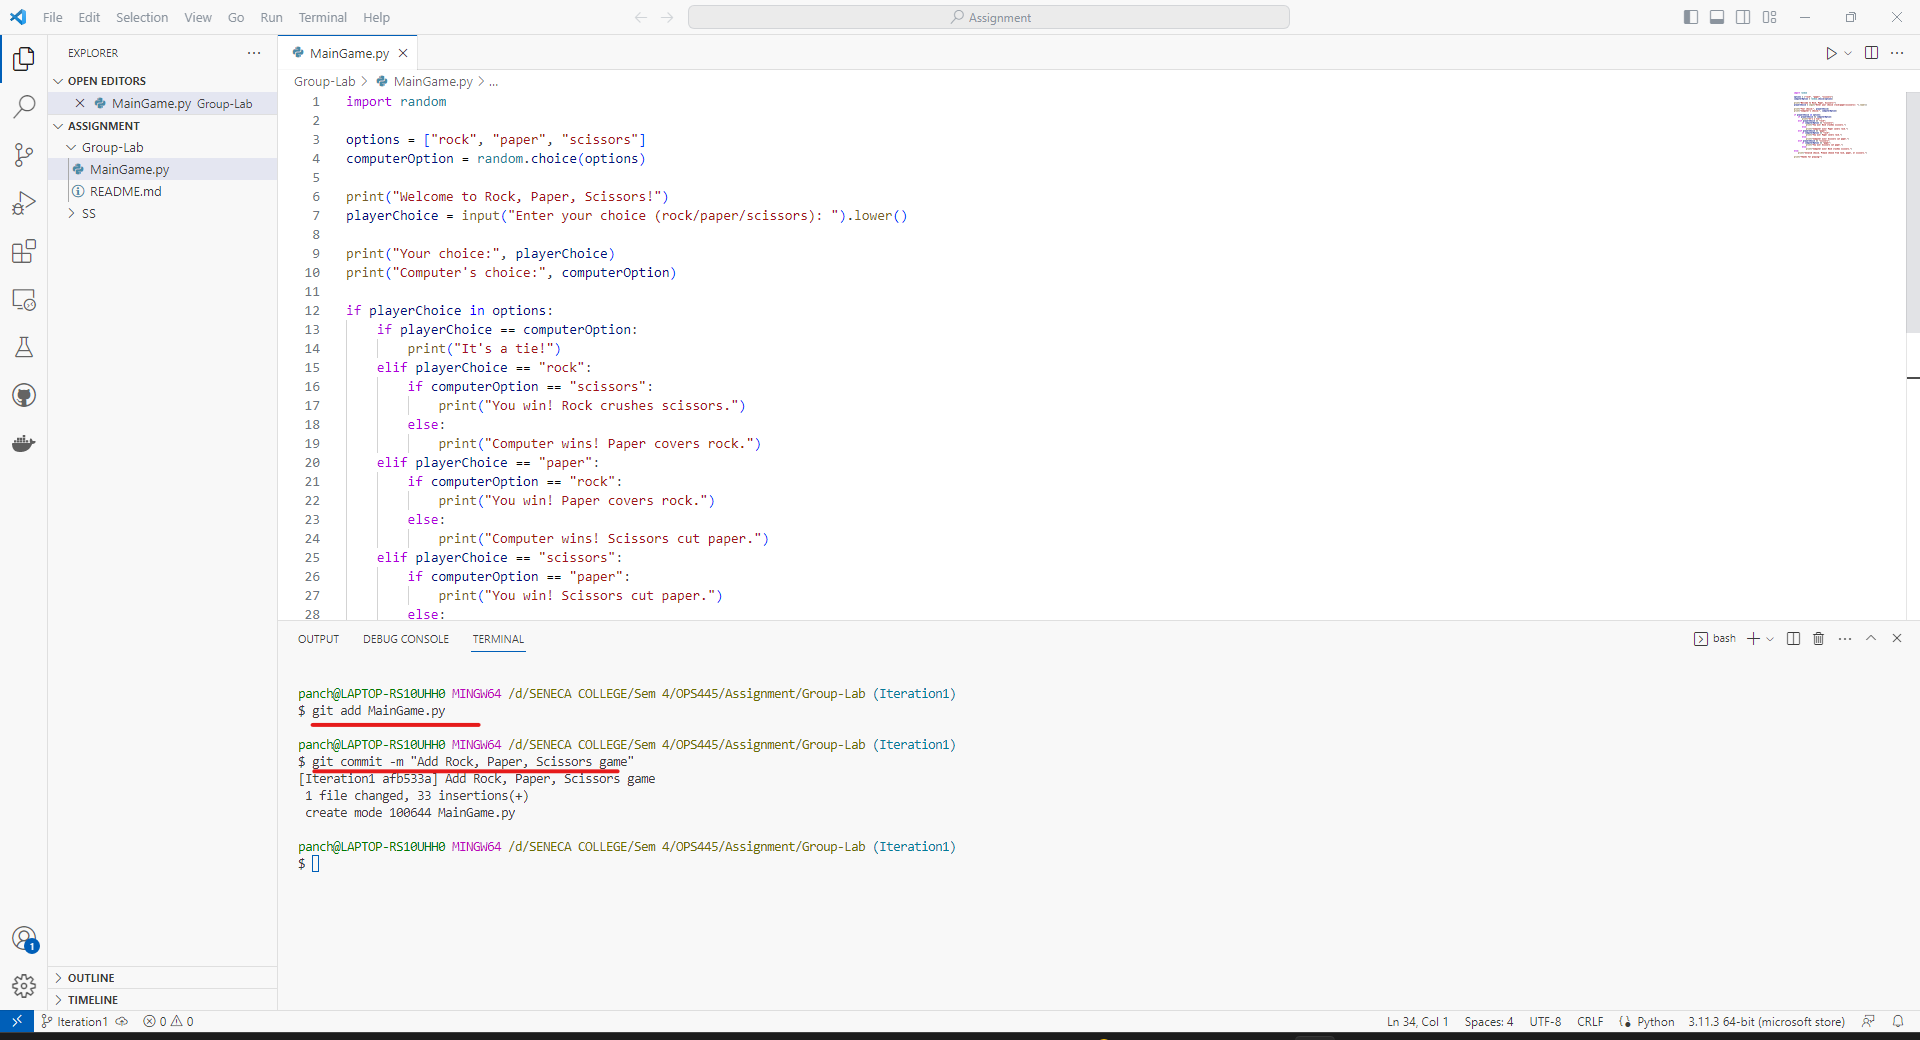 File Edit Selection View Go Run Terminal Help
Assignment
EXPLORER
OPEN EDITORS
MainGame.py Group-Lab
ASSIGNMENT
Group-Lab
MainGame.py
README.md
SS
OUTLINE
TIMELINE
MainGame.py
Group-Lab > MainGame.py > ...
1 import random
2
3 options = ["rock", "paper", "scissors"]
4 computerOption = random.choice(options)
5
6 print("Welcome to Rock, Paper, Scissors!")
7 playerChoice = input("Enter your choice (rock/paper/scissors): ").lower()
8
9 print("Your choice:", playerChoice)
10 print("Computer's choice:", computerOption)
11
12 if playerChoice in options:
13 if playerChoice == computerOption:
14 print("It's a tie!")
15 elif playerChoice == "rock":
16 if computerOption == "scissors":
17 print("You win! Rock crushes scissors.")
18 else:
19 print("Computer wins! Paper covers rock.")
20 elif playerChoice == "paper":
21 if computerOption == "rock":
22 print("You win! Paper covers rock.")
23 else:
24 print("Computer wins! Scissors cut paper.")
25 elif playerChoice == "scissors":
26 if computerOption == "paper":
27 print("You win! Scissors cut paper.")
28 else:
OUTPUT DEBUG CONSOLE TERMINAL
bash
panch@LAPTOP-RS10UHH0 MINGW64 /d/SENECA COLLEGE/Sem 4/OPS445/Assignment/Group-Lab (Iteration1)
$ git add MainGame.py
panch@LAPTOP-RS10UHH0 MINGW64 /d/SENECA COLLEGE/Sem 4/OPS445/Assignment/Group-Lab (Iteration1)
$ git commit -m "Add Rock, Paper, Scissors game"
[Iteration1 afb533a] Add Rock, Paper, Scissors game
1 file changed, 33 insertions(+)
create mode 100644 MainGame.py
panch@LAPTOP-RS10UHH0 MINGW64 /d/SENECA COLLEGE/Sem 4/OPS445/Assignment/Group-Lab (Iteration1)
$
1
Iteration1 0 0 Ln 34, Col 1 Spaces: 4 UTF-8 CRLF Python 3.11.3 64-bit (microsoft store)